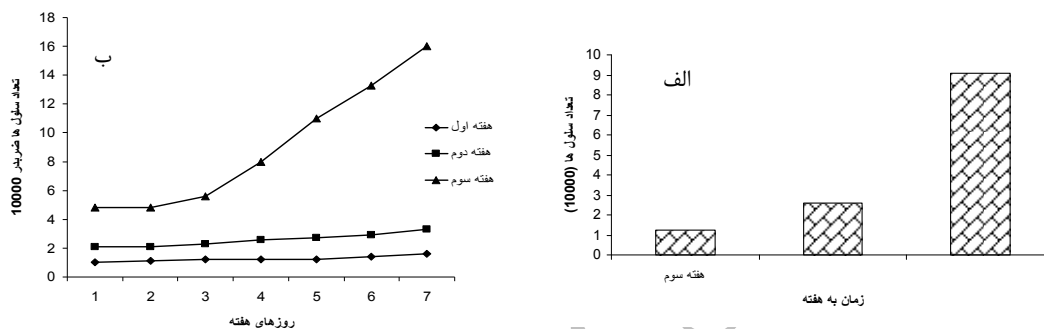 الف
تعداد سلول ها (10000)
10
9
8
7
6
5
4
3
2
1
0
هفته سوم
زمان به هفته
ب
تعداد سلول ها ضربدر 10000
18
16
14
12
10
8
6
4
2
0
1 2 3 4 5 6 7
روزهای هفته
هفته اول
هفته دوم
هفته سوم